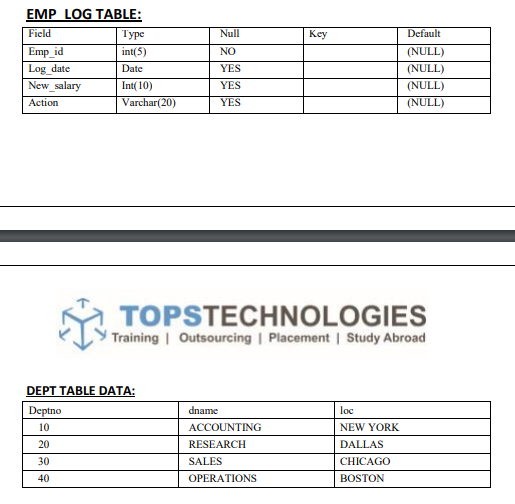 EMP LOG TABLE:
Field Type Null Key Default
Emp_id int(5) NO (NULL)
Log_date Date YES (NULL)
New_salary Int(10) YES (NULL)
Action Varchar(20) YES (NULL)
TOPSTECHNOLOGIES
Training | Outsourcing | Placement | Study Abroad
DEPT TABLE DATA:
Deptno dname loc
10 ACCOUNTING NEW YORK
20 RESEARCH DALLAS
30 SALES CHICAGO
40 OPERATIONS BOSTON